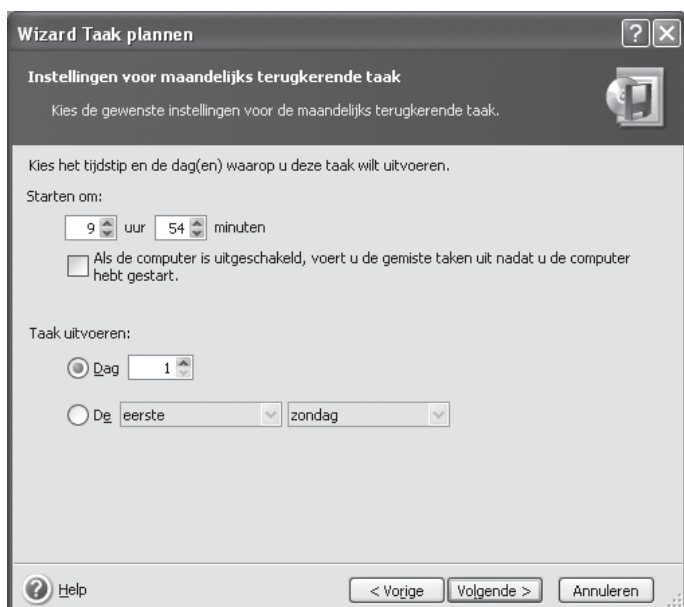 Wizard Taak plannen
Instellingen voor maandelijks terugkerende taak
Kies de gewenste instellingen voor de maandelijks terugkerende taak.
Kies het tijdstip en de dag(en) waarop u deze taak wilt uitvoeren.
Starten om:
9 uur 54 minuten
Als de computer is uitgeschakeld, voert u de gemiste taken uit nadat u de computer
hebt gestart.
Taak uitvoeren:
Dag 1
De eerste zondag
? Help < Vorige Volgende > Annuleren